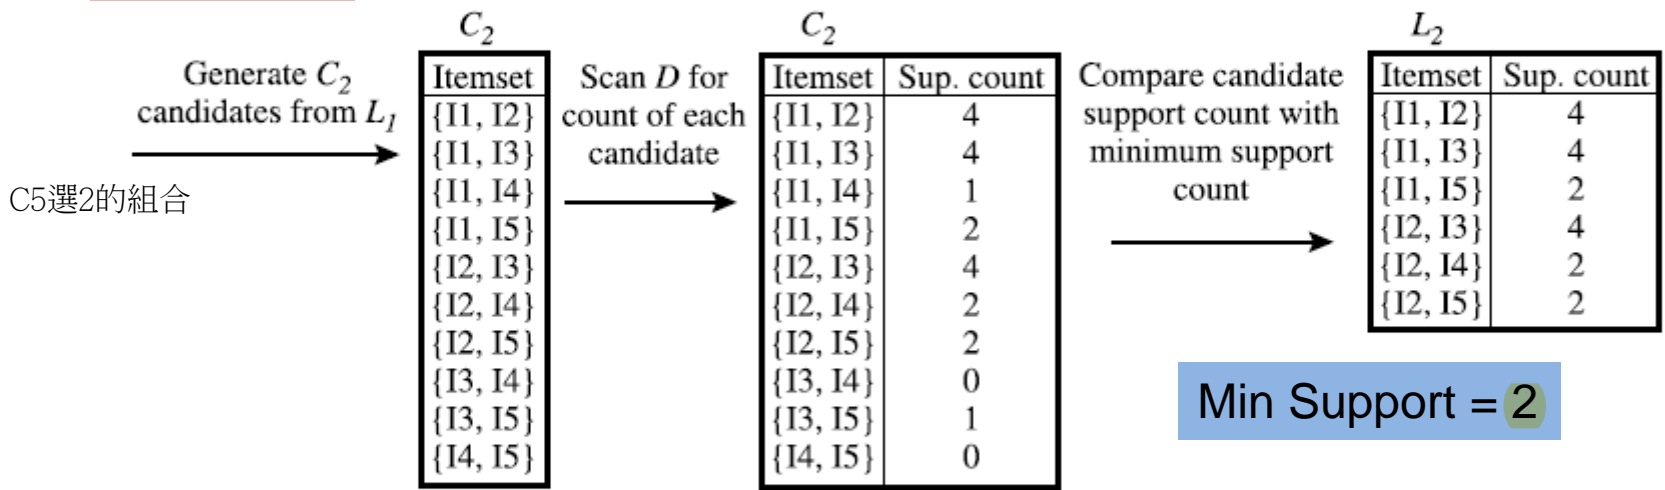 Generate C2
candidates from L1
C5選2的組合
C2
Itemset
{I1, I2}
{I1, I3}
{I1, I4}
{I1, I5}
{I2, I3}
{I2, I4}
{I2, I5}
{I3, I4}
{I3, I5}
{I4, I5}
Scan D for
count of each
candidate
C2
Itemset Sup. count
{I1, I2} 4
{I1, I3} 4
{I1, I4} 1
{I1, I5} 2
{I2, I3} 4
{I2, I4} 2
{I2, I5} 2
{I3, I4} 0
{I3, I5} 1
{I4, I5} 0
Compare candidate
support count with
minimum support
count
L2
Itemset Sup. count
{I1, I2} 4
{I1, I3} 4
{I1, I5} 2
{I2, I3} 4
{I2, I4} 2
{I2, I5} 2
Min Support = 2